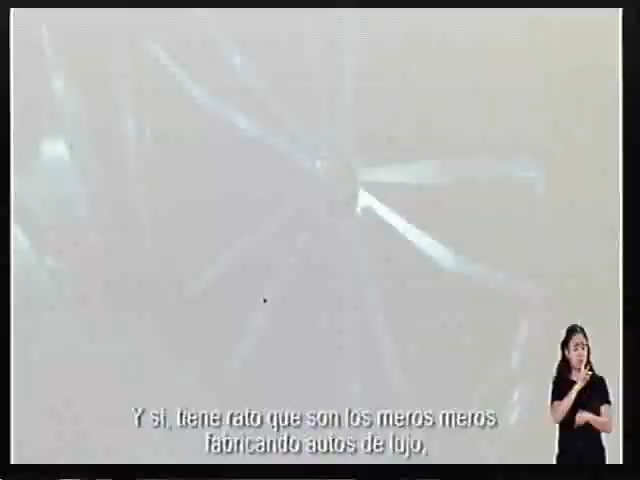 Y sí, tiene rato que son los meros meros
fabricando autos de lujo,